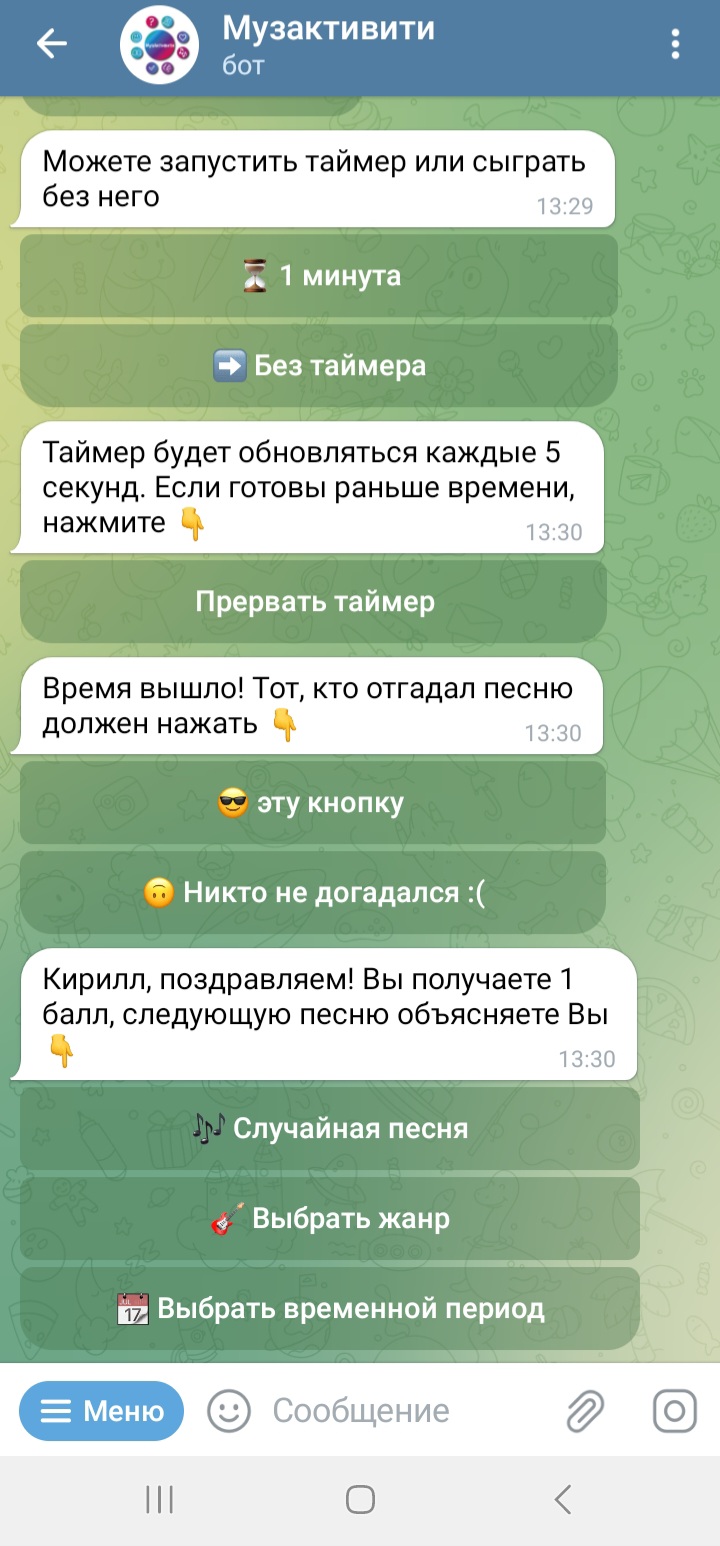 Музактивити
бот
Можете запустить таймер или сыграть
без него
13:29
⏳ 1 минута
➡️ Без таймера
Таймер будет обновляться каждые 5
секунд. Если готовы раньше времени,
нажмите 👇
13:30
Прервать таймер
Время вышло! Тот, кто отгадал песню
должен нажать 👇
13:30
😎 эту кнопку
🙃 Никто не догадался :(
Кирилл, поздравляем! Вы получаете 1
балл, следующую песню объясняете Вы
👇
13:30
🎶 Случайная песня
🎸 Выбрать жанр
📆 Выбрать временной период
Меню
Сообщение